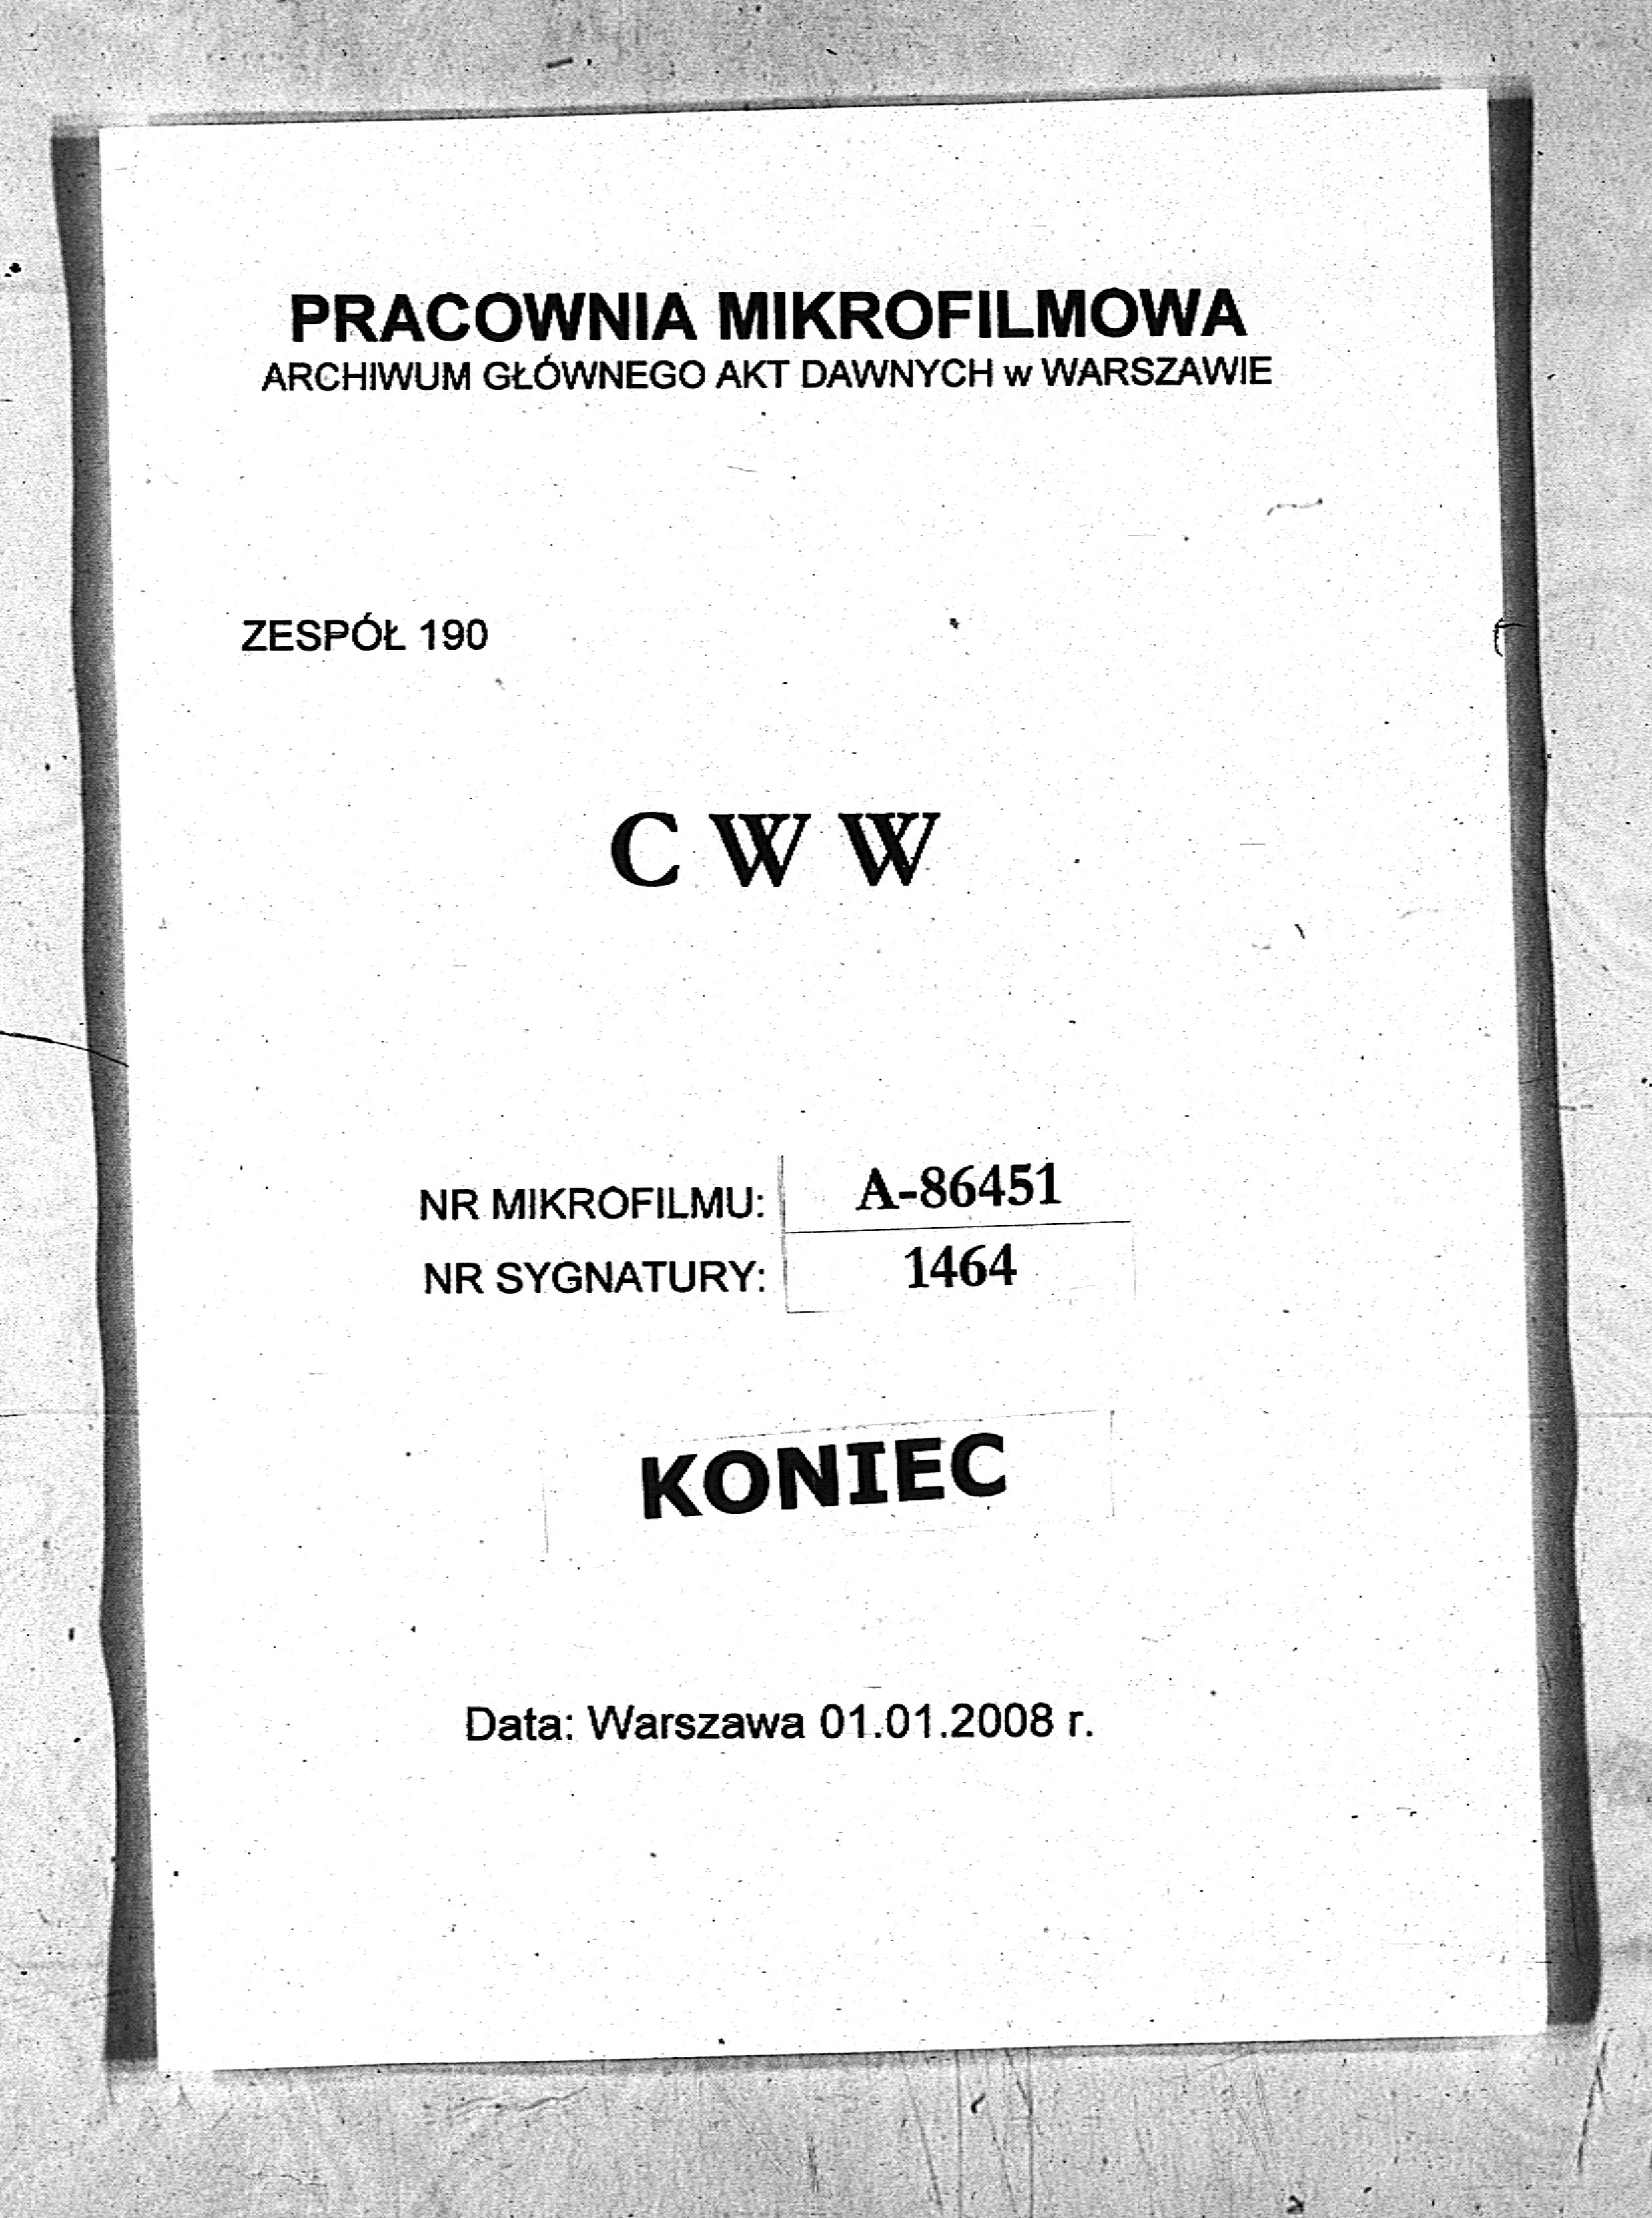 PRACOWNIA MIKROFILMOWA
ARCHIWUM GŁÓWNEGO AKT DAWNYCH w WARSZAWIE
ZESPÓŁ 190
C W W
NR MIKROFILMU: A-86451
NR SYGNATURY: 1464
KONIEC
Data: Warszawa 01.01.2008 r.